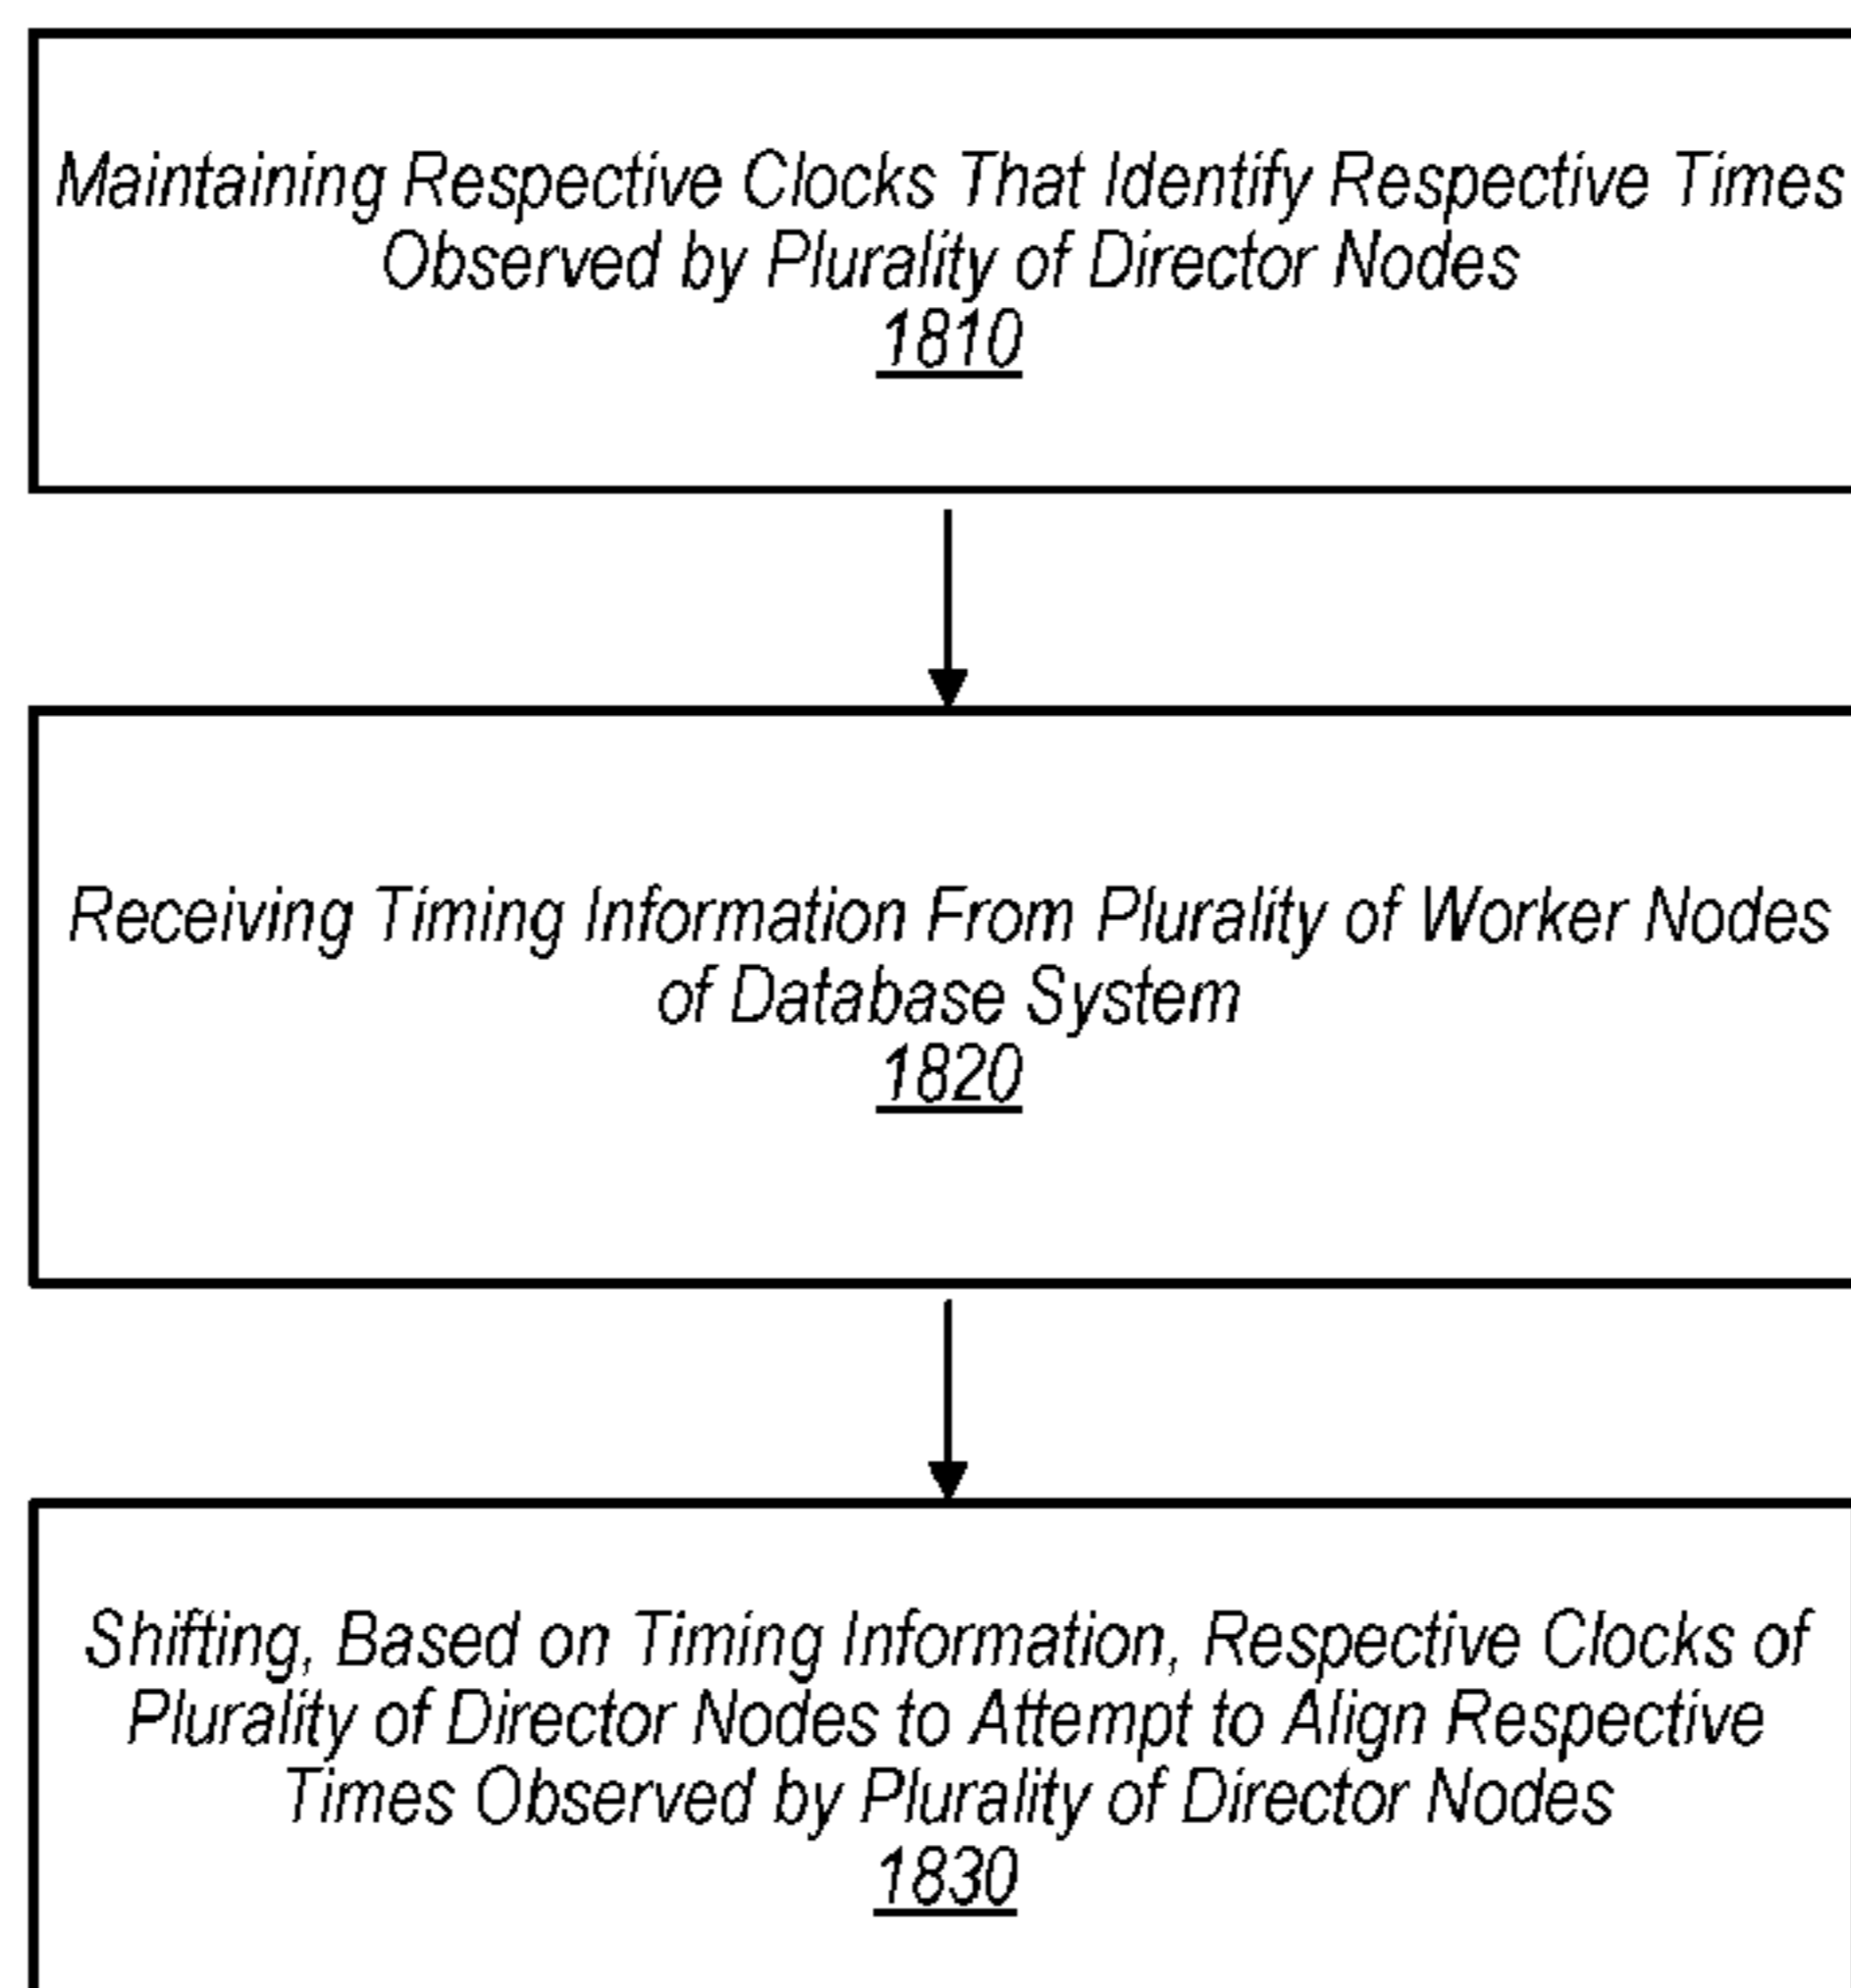 Maintaining Respective Clocks That Identify Respective Times
Observed by Plurality of Director Nodes
1810
Receiving Timing Information From Plurality of Worker Nodes
of Database System
1820
Shifting, Based on Timing Information, Respective Clocks of
Plurality of Director Nodes to Attempt to Align Respective
Times Observed by Plurality of Director Nodes
1830